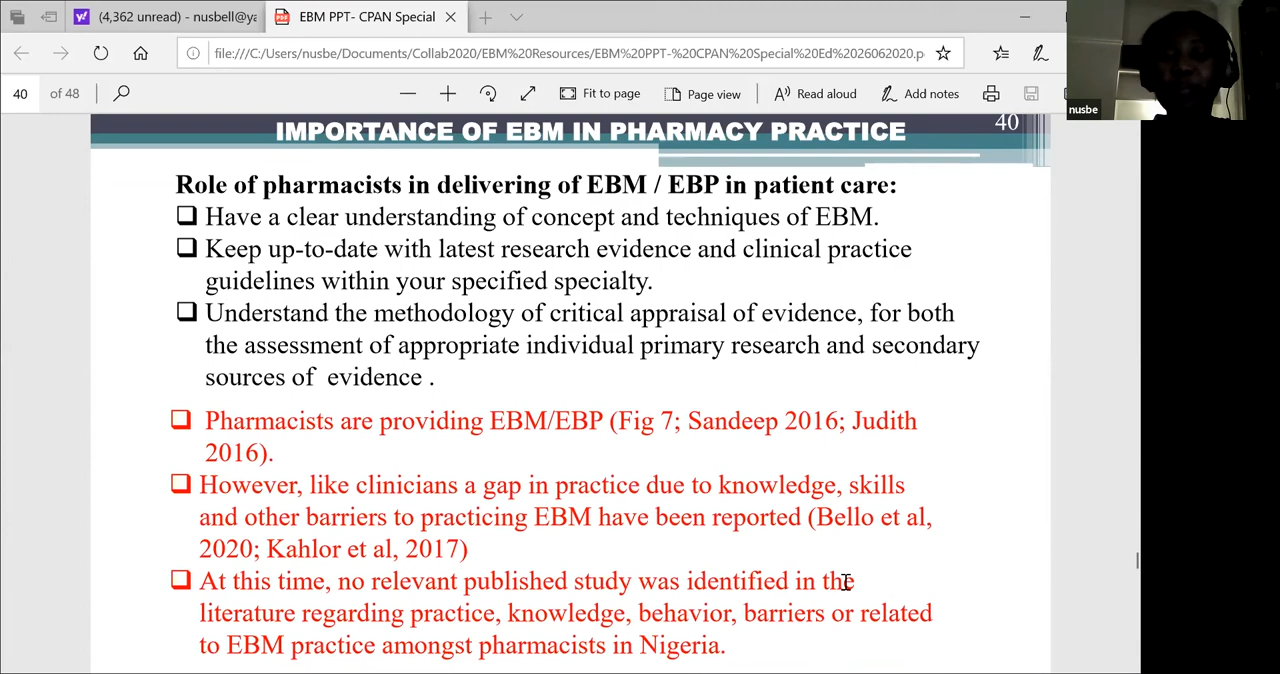 (4,362 unread) - nusbell@ya
EBM PPT- CPAN Special
file:///C:/Users/nusbe/Documents/Collab2020/EBM%20Resources/EBM%20PPT-%20CPAN%20Special%20Ed%2026062020.p
40 of 48
Fit to page
Page view
Read aloud
Add notes
nusbe
IMPORTANCE OF EBM IN PHARMACY PRACTICE
40
Role of pharmacists in delivering of EBM / EBP in patient care:
Have a clear understanding of concept and techniques of EBM.
Keep up-to-date with latest research evidence and clinical practice
guidelines within your specified specialty.
Understand the methodology of critical appraisal of evidence, for both
the assessment of appropriate individual primary research and secondary
sources of evidence .
Pharmacists are providing EBM/EBP (Fig 7; Sandeep 2016; Judith
2016).
However, like clinicians a gap in practice due to knowledge, skills
and other barriers to practicing EBM have been reported (Bello et al,
2020; Kahlor et al, 2017)
At this time, no relevant published study was identified in the
literature regarding practice, knowledge, behavior, barriers or related
to EBM practice amongst pharmacists in Nigeria.